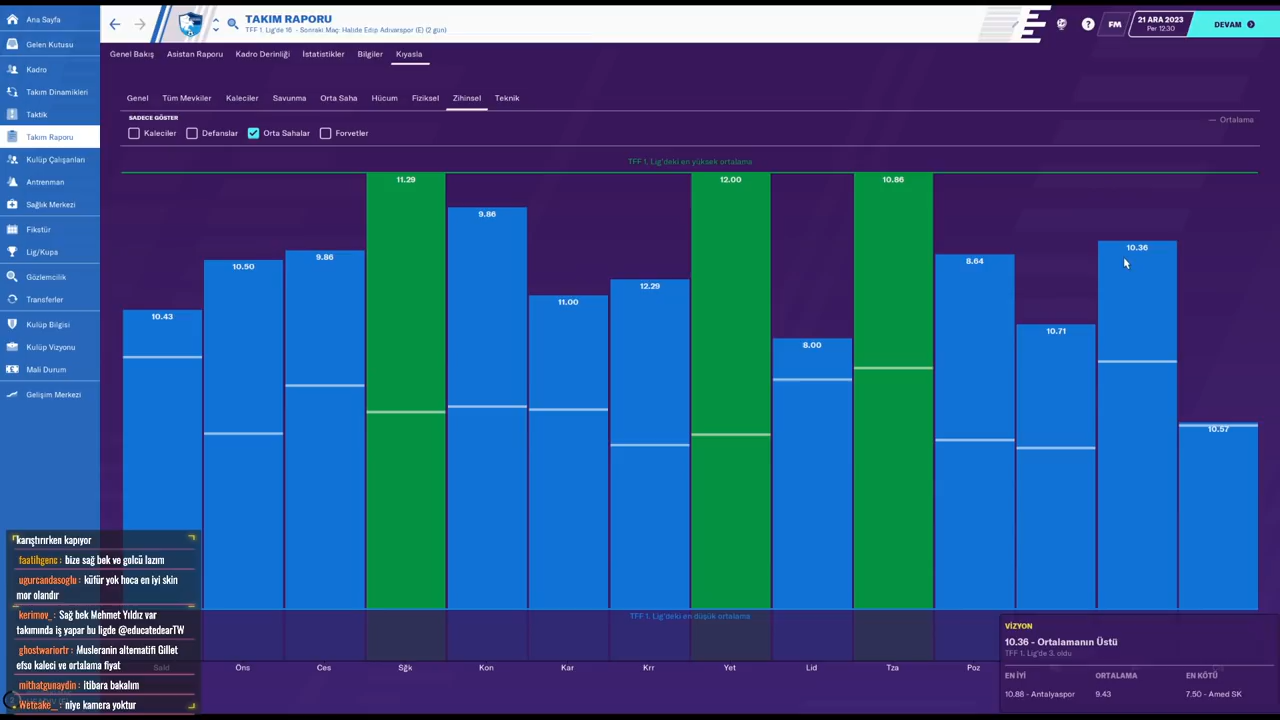 Ana Sayfa
Gelen Kutusu
Kadro
Takım Dinamikleri
Taktik
Takım Raporu
Kulüp Çalışanları
Antrenman
Sağlık Merkezi
Fikstür
Lig/Kupa
Gözlemcilik
Transferler
Kulüp Bilgisi
Kulüp Vizyonu
Mali Durum
Gelişim Merkezi
TAKIM RAPORU
TFF 1. Lig'de 16 - Sonraki Maç: Halide Edip Adıvarspor (E) (2 gün)
?
FM
21 ARA 2023
Per 12:30
DEVAM
Genel Bakış Asistan Raporu Kadro Derinliği İstatistikler Bilgiler Kıyasla
Genel Tüm Mevkiler Kaleciler Savunma Orta Saha Hücum Fiziksel Zihinsel Teknik
SADECE GÖSTER
Kaleciler Defanslar Orta Sahalar Forvetler
Ortalama
TFF 1. Lig'deki en yüksek ortalama
10.43 10.50 9.86 11.29 9.86 11.00 12.29 12.00 8.00 10.86 8.64 10.71 10.36 10.57
TFF 1. Lig'deki en düşük ortalama
Sald Öns Ces Sğk Kon Kar Krr Yet Lid Tza Poz
VİZYON
10.36 - Ortalamanın Üstü
TFF 1. Lig'de 3. oldu
EN İYİ ORTALAMA EN KÖTÜ
10.88 - Antalyaspor 9.43 7.50 - Amed SK
karıştırırken kapıyor
faatihgenc : bize sağ bek ve golcü lazım
ugurcandasoglu : küfür yok hoca en iyi skin
mor olandır
kerimov_ : Sağ bek Mehmet Yıldız var
takımında iş yapar bu ligde @educatedearTW
ghostwariortr : Musleranin alternatifi Gillet
efso kaleci ve ortalama fiyat
mithatgunaydin : itibara bakalım
Wetcake__ : niye kamera yoktur